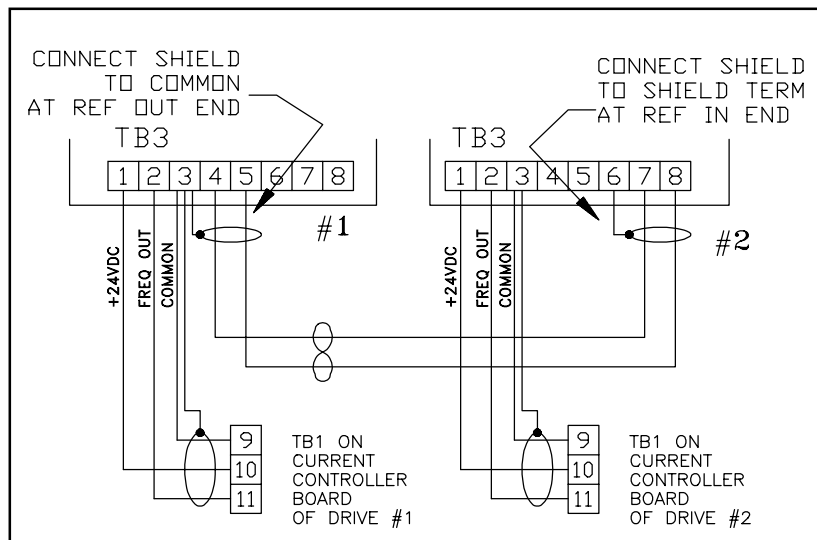 CONNECT SHIELD
TO COMMON
AT REF OUT END
CONNECT SHIELD
TO SHIELD TERM
AT REF IN END
TB3
1 2 3 4 5 6 7 8
#1
TB3
1 2 3 4 5 6 7 8
#2
+24VDC
FREQ OUT
COMMON
+24VDC
FREQ OUT
COMMON
9
10
11
TB1 ON
CURRENT
CONTROLLER
BOARD
OF DRIVE #1
9
10
11
TB1 ON
CURRENT
CONTROLLER
BOARD
OF DRIVE #2